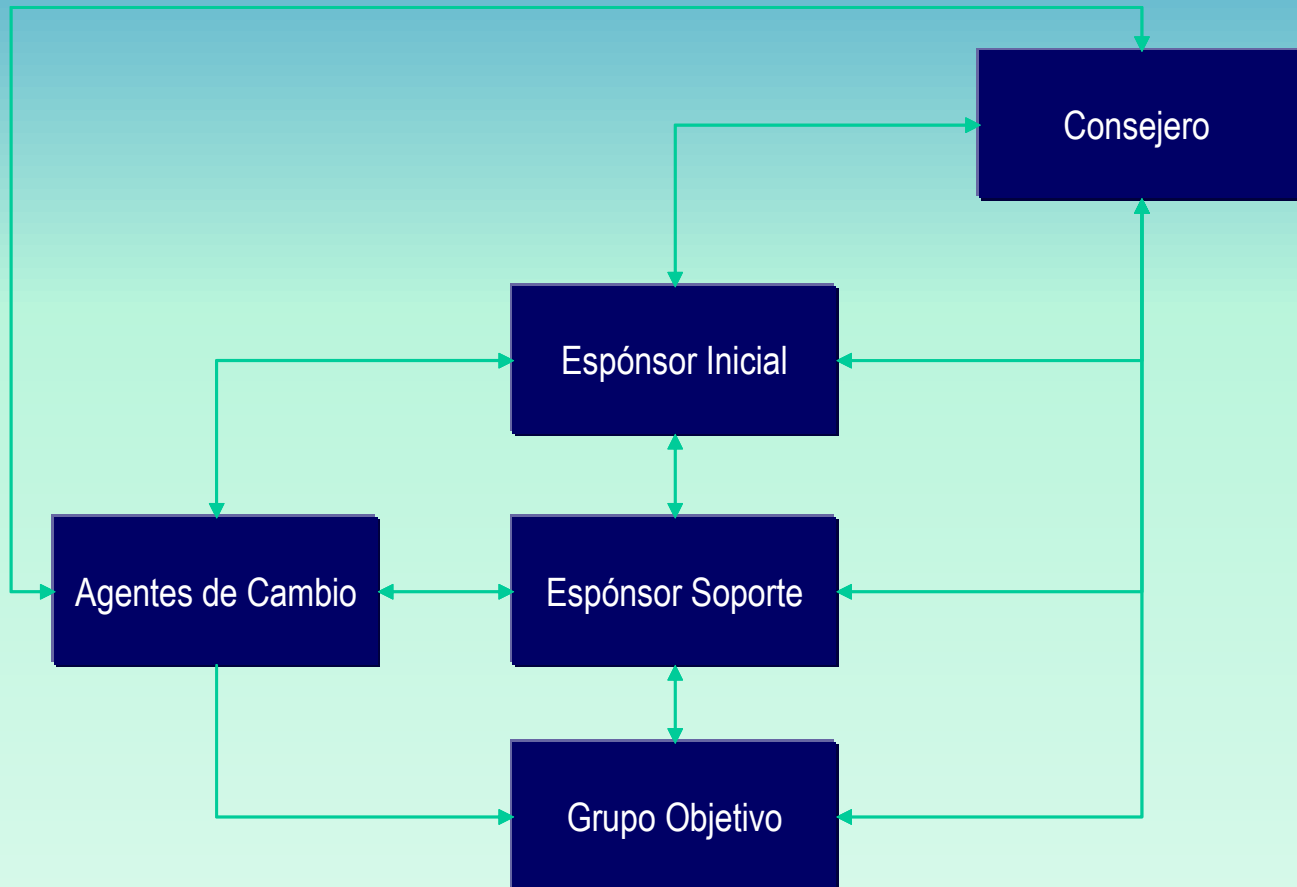 Consejero
Espónsor Inicial
Agentes de Cambio
Espónsor Soporte
Grupo Objetivo